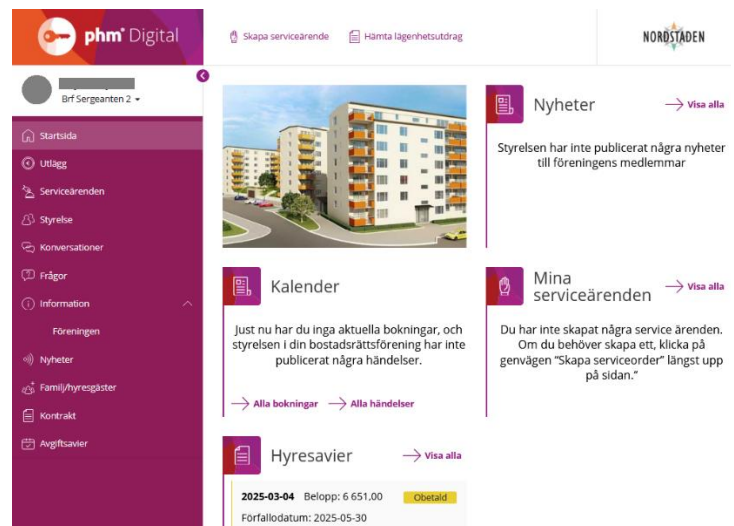 phm® Digital
Skapa serviceärende
Hämta lägenhetsutdrag
NORDSTADEN
Brf Sergeanten 2
Startsida
Utlägg
Serviceärenden
Styrelse
Konversationer
Frågor
Information
Föreningen
Nyheter
Familj/hyresgäster
Kontrakt
Avgiftsavier
Nyheter
Visa alla
Styrelsen har inte publicerat några nyheter
till föreningens medlemmar
Kalender
Just nu har du inga aktuella bokningar, och
styrelsen i din bostadsrättsförening har inte
publicerat några händelser.
Alla bokningar
Alla händelser
Mina
serviceärenden
Visa alla
Du har inte skapat några service ärenden.
Om du behöver skapa ett, klicka på
genvägen “Skapa serviceorder” längst upp
på sidan.”
Hyresavier
Visa alla
2025-03-04 Belopp: 6 651,00 Obetald
Förfallodatum: 2025-05-30